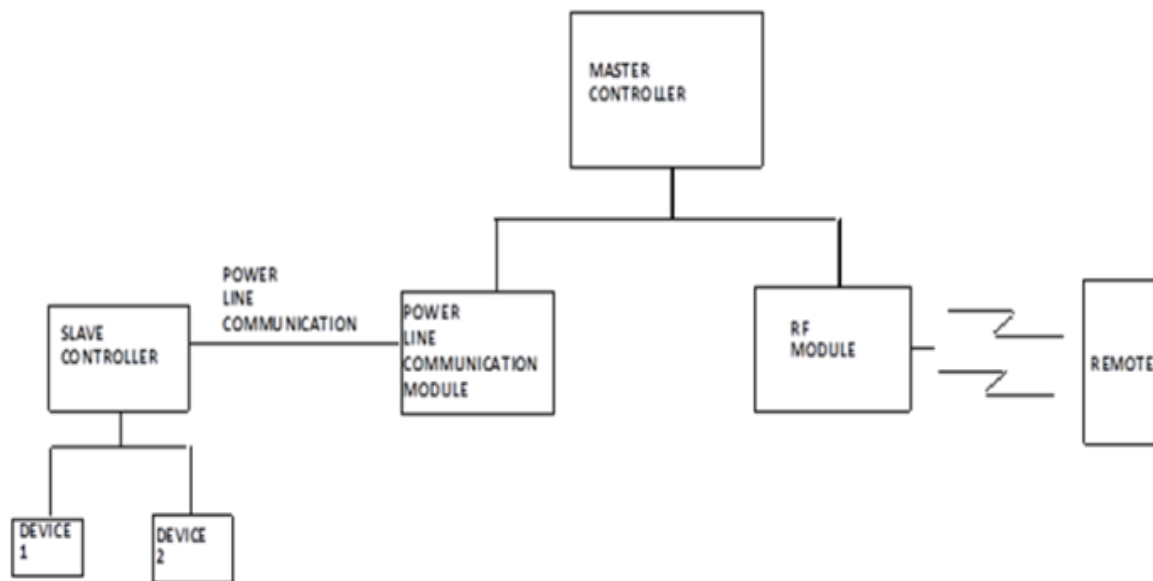 MASTER
CONTROLLER
POWER
LINE
COMMUNICATION
SLAVE
CONTROLLER
POWER
LINE
COMMUNICATION
MODULE
RF
MODULE
REMOTE
DEVICE
1
DEVICE
2